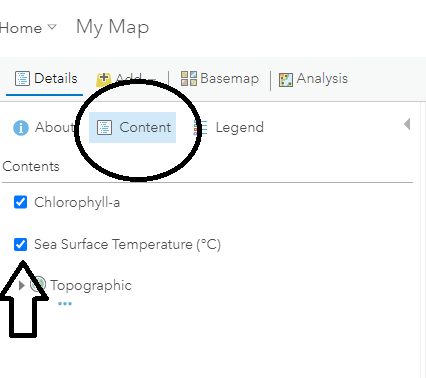 Home My Map
Details Add Basemap Analysis
About Content Legend
Contents
Chlorophyll-a
Sea Surface Temperature (°C)
Topographic